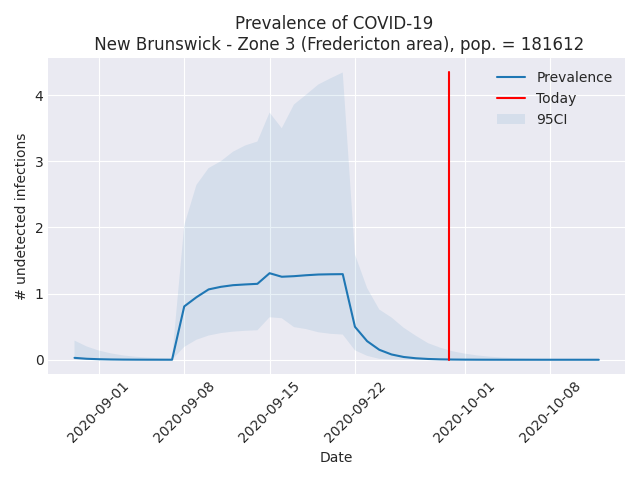 Prevalence of COVID-19
New Brunswick - Zone 3 (Fredericton area), pop. = 181612
Prevalence
Today
95CI
# undetected infections
4
3
2
1
0
2020-09-01
2020-09-08
2020-09-15
2020-09-22
2020-10-01
2020-10-08
Date